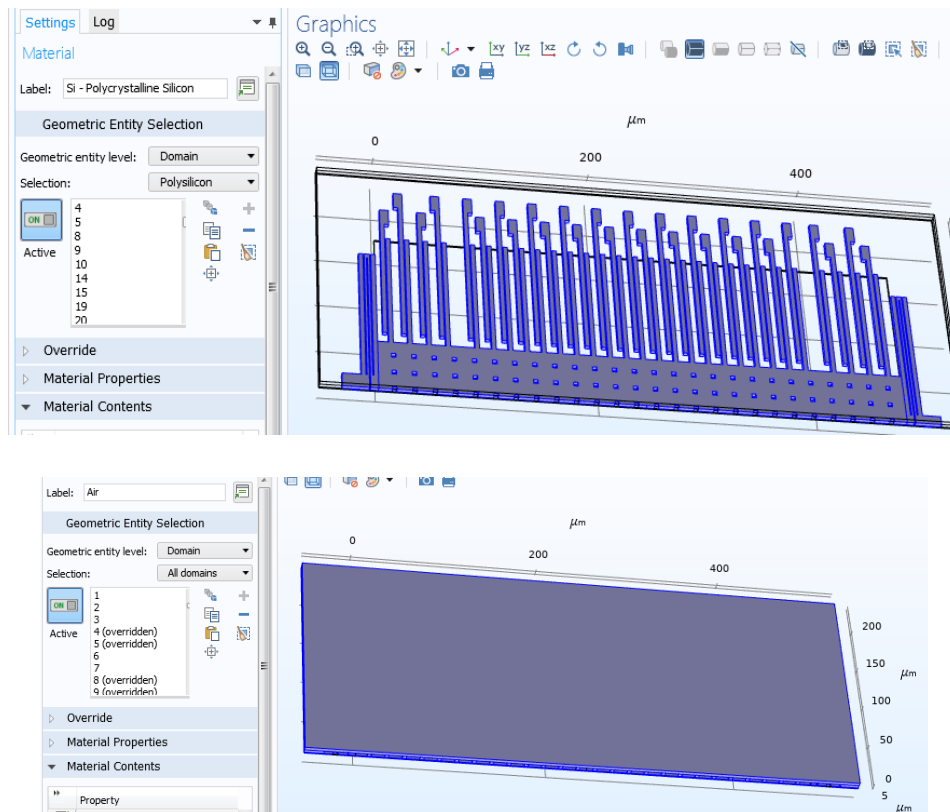 Settings Log
Material
Label: Si - Polycrystalline Silicon
Geometric Entity Selection
Geometric entity level: Domain
Selection: Polysilicon
ON
Active
4
5
8
9
10
14
15
19
20
Override
Material Properties
Material Contents
Graphics
xy yz xz
μm
0
200
400
Label: Air
Geometric Entity Selection
Geometric entity level: Domain
Selection: All domains
ON
Active
1
2
3
4 (overridden)
5 (overridden)
6
7
8 (overridden)
9 (overridden)
Override
Material Properties
Material Contents
Property
μm
0
200
400
200
150
μm
100
50
0
5
μm